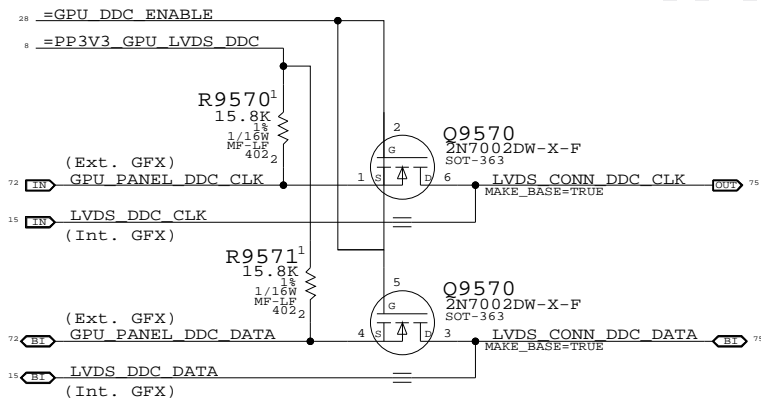 28 =GPU_DDC_ENABLE
8 =PP3V3_GPU_LVDS_DDC
R9570 1
15.8K
1%
1/16W
MF-LF
402 2
2
Q9570
2N7002DW-X-F
SOT-363
G
(Ext. GFX)
72 IN GPU_PANEL_DDC_CLK 1 S D 6 LVDS_CONN_DDC_CLK OUT 75
MAKE_BASE=TRUE
15 IN LVDS_DDC_CLK
(Int. GFX)
R9571 1
15.8K
1%
1/16W
MF-LF
402 2
5
Q9570
2N7002DW-X-F
SOT-363
G
(Ext. GFX)
72 BI GPU_PANEL_DDC_DATA 4 S D 3 LVDS_CONN_DDC_DATA BI 75
MAKE_BASE=TRUE
15 BI LVDS_DDC_DATA
(Int. GFX)